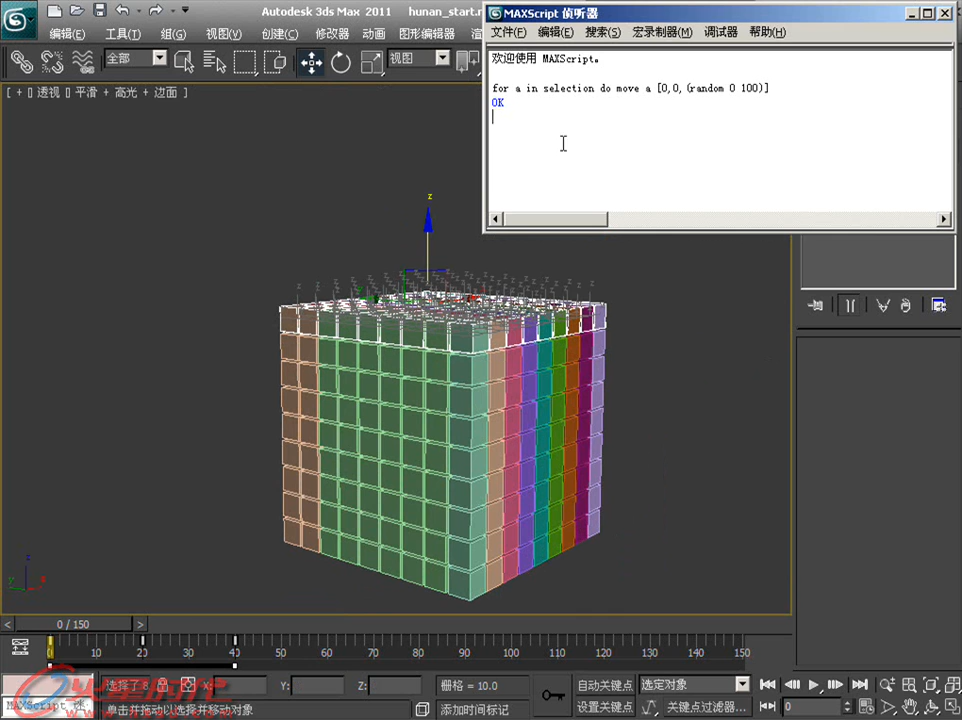 Autodesk 3ds Max 2011 hunan_start.m
编辑(E) 工具(T) 组(G) 视图(V) 创建(C) 修改器 动画 图形编辑器 渲
全部 视图
[ + 0 透视 0 平滑 + 高光 + 边面 ]
MAXScript 侦听器
文件(F) 编辑(E) 搜索(S) 宏录制器(M) 调试器 帮助(H)
欢迎使用 MAXScript。
for a in selection do move a [0,0,(random 0 100)]
OK
z
z
y x
0 / 150
0 10 20 30 40 50 60 70 80 90 100 110 120 130 140 150
选择了 8 X: Y: Z: 栅格 = 10.0 自动关键点 选定对象
MAXScript 迷 单击并拖动以选择并移动对象 添加时间标记 设置关键点 关键点过滤器... 0